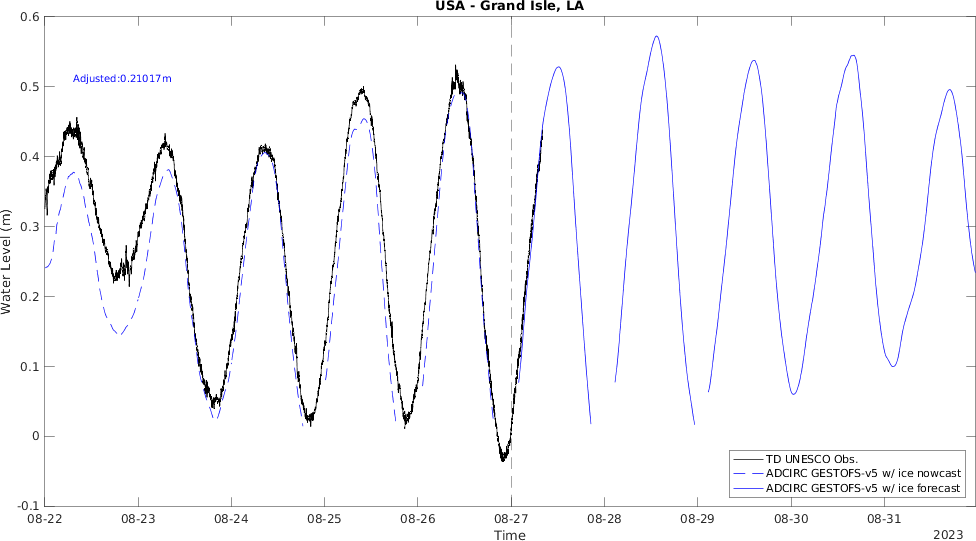 USA - Grand Isle, LA
0.6
Adjusted:0.21017m
0.5
0.4
0.3
0.2
0.1
0
-0.1
Water Level (m)
TD UNESCO Obs.
ADCIRC GESTOFS-v5 w/ ice nowcast
ADCIRC GESTOFS-v5 w/ ice forecast
08-22 08-23 08-24 08-25 08-26 08-27 08-28 08-29 08-30 08-31
Time
2023